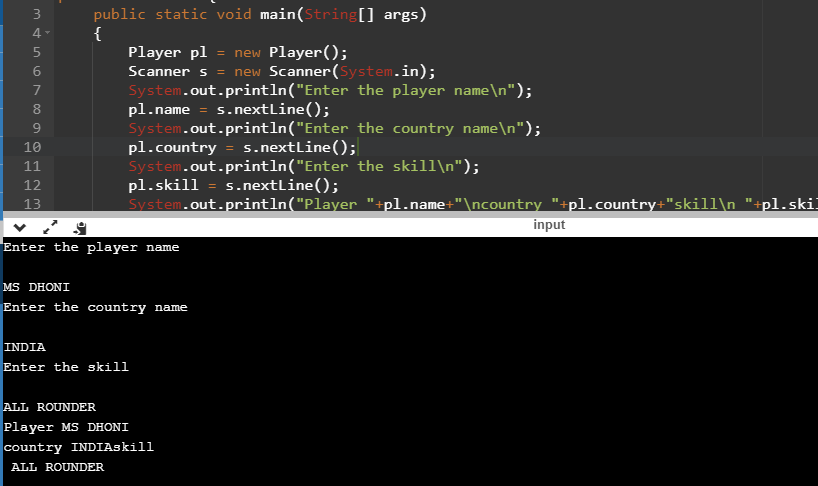 3 public static void main(String[] args)
4 {
5 Player pl = new Player();
6 Scanner s = new Scanner(System.in);
7 System.out.println("Enter the player name\n");
8 pl.name = s.nextLine();
9 System.out.println("Enter the country name\n");
10 pl.country = s.nextLine();
11 System.out.println("Enter the skill\n");
12 pl.skill = s.nextLine();
13 System.out.println("Player "+pl.name+"\ncountry "+pl.country+"skill\n "+pl.skil
input
Enter the player name
MS DHONI
Enter the country name
INDIA
Enter the skill
ALL ROUNDER
Player MS DHONI
country INDIAskill
ALL ROUNDER